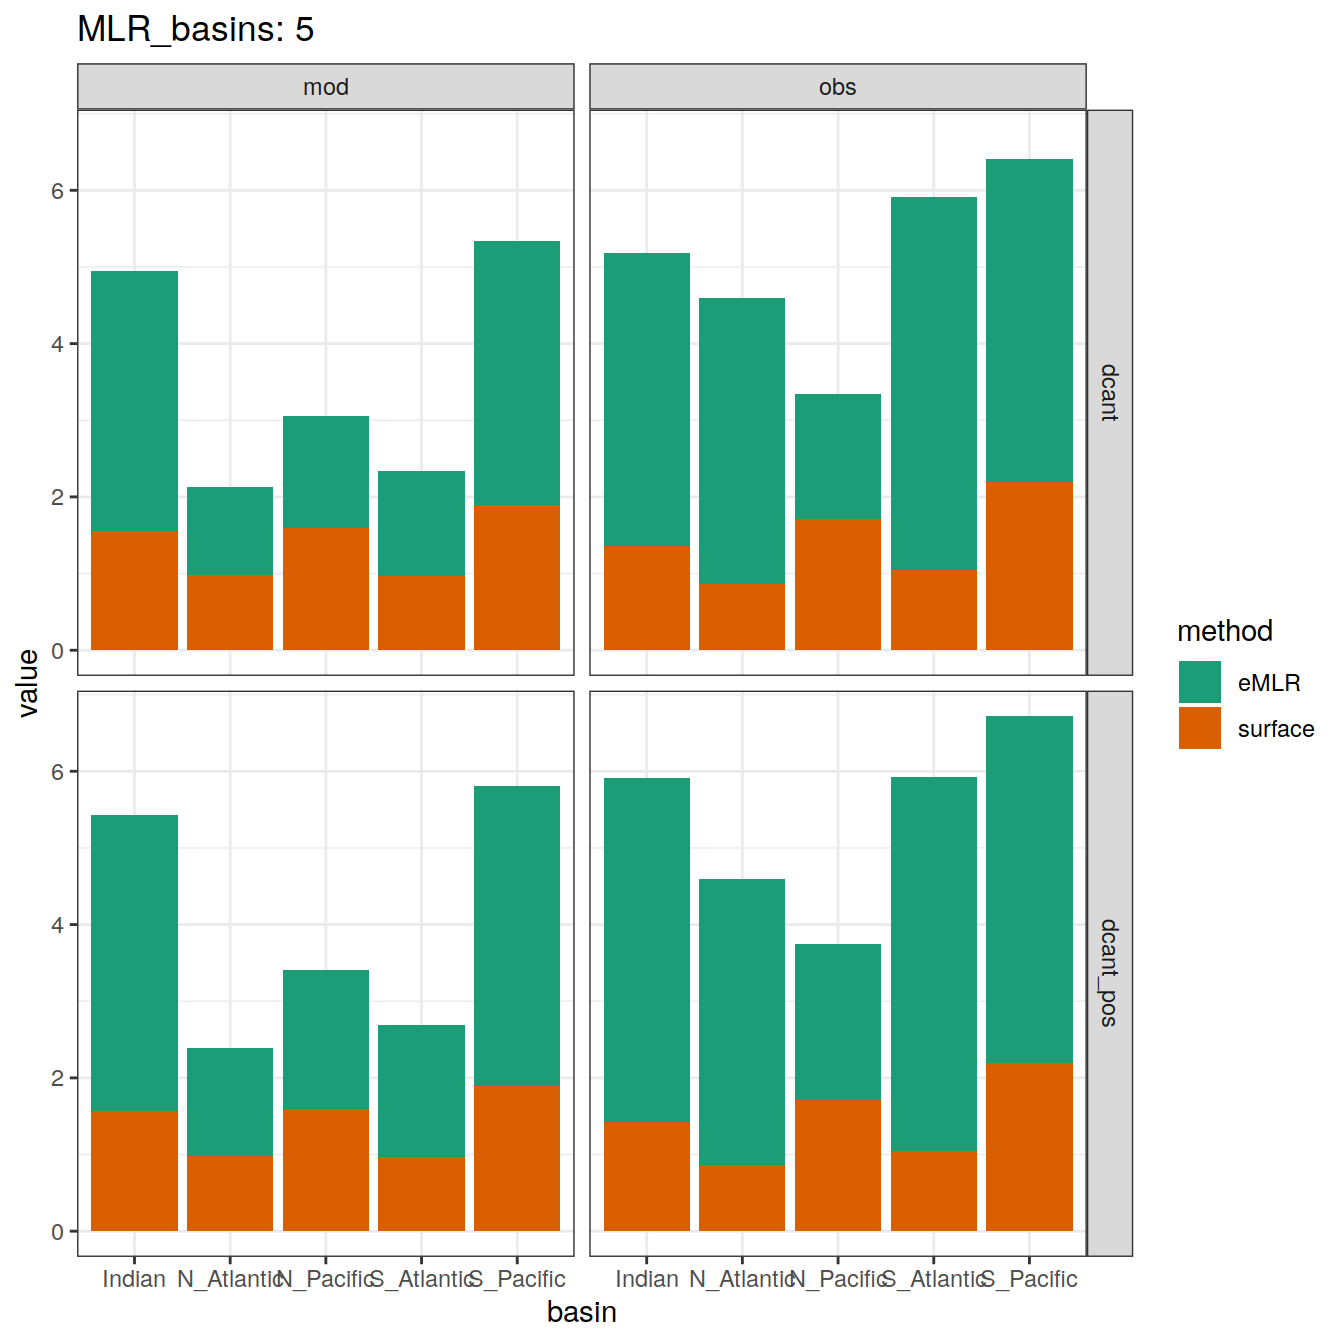 MLR_basins: 5
mod
obs
6
4
2
0
dcant
value
6
4
2
0
dcant_pos
method
eMLR
surface
Indian N_Atlantic N_Pacific S_Atlantic S_Pacific
Indian N_Atlantic N_Pacific S_Atlantic S_Pacific
basin